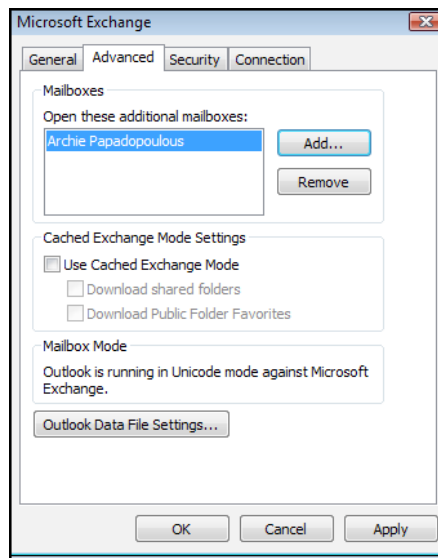 Microsoft Exchange
General Advanced Security Connection
Mailboxes
Open these additional mailboxes:
Archie Papadopoulous
Add...
Remove
Cached Exchange Mode Settings
Use Cached Exchange Mode
Download shared folders
Download Public Folder Favorites
Mailbox Mode
Outlook is running in Unicode mode against Microsoft
Exchange.
Outlook Data File Settings...
OK Cancel Apply